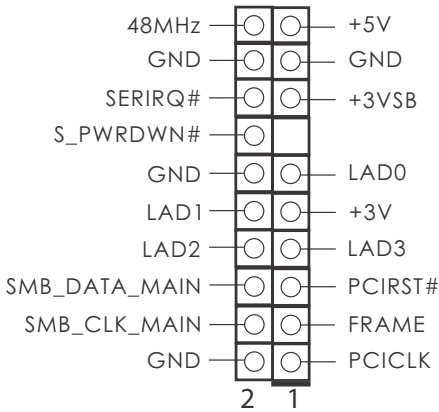 48MHz +5V
GND GND
SERIRQ# +3VSB
S_PWRDWN#
GND LAD0
LAD1 +3V
LAD2 LAD3
SMB_DATA_MAIN PCIRST#
SMB_CLK_MAIN FRAME
GND PCICLK
2 1